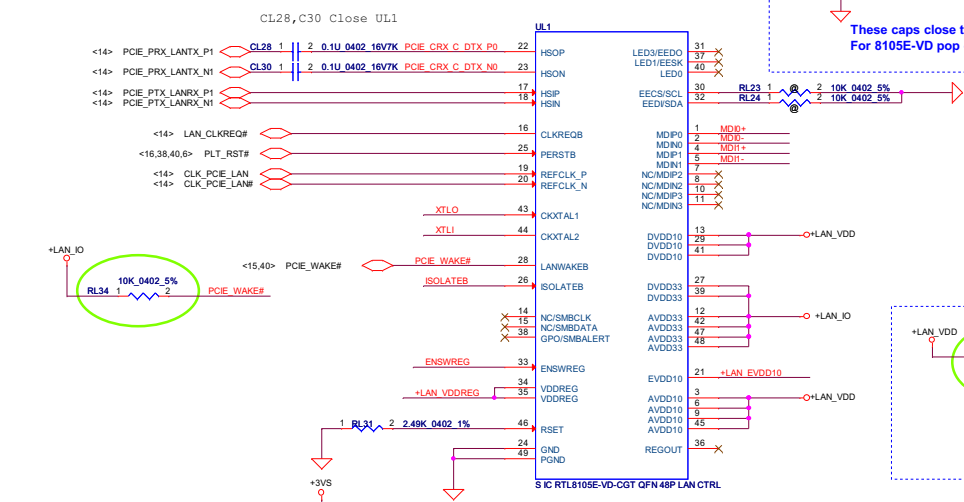 CL28,C30 Close UL1
These caps close t
For 8105E-VD pop
UL1
<14> PCIE_PRX_LANTX_P1 CL28 1 2 0.1U_0402_16V7K PCIE_CRX_C_DTX_P0 22 HSOP
<14> PCIE_PRX_LANTX_N1 CL30 1 2 0.1U_0402_16V7K PCIE_CRX_C_DTX_N0 23 HSON
<14> PCIE_PTX_LANRX_P1 17 HSIP
<14> PCIE_PTX_LANRX_N1 18 HSIN
<14> LAN_CLKREQ# 16 CLKREQB
<16,38,40,6> PLT_RST# 25 PERSTB
<14> CLK_PCIE_LAN 19 REFCLK_P
<14> CLK_PCIE_LAN# 20 REFCLK_N
XTLO 43 CKXTAL1
XTLI 44 CKXTAL2
<15,40> PCIE_WAKE# PCIE_WAKE# 28 LANWAKEB
ISOLATEB 26 ISOLATEB
+LAN_IO
10K_0402_5%
RL34 1 2 PCIE_WAKE#
14 NC/SMBCLK
15 NC/SMBDATA
38 GPO/SMBALERT
ENSWREG 33 ENSWREG
34 VDDREG
+LAN_VDDREG 35 VDDREG
1 RL31 2 2.49K_0402_1% 46 RSET
24 GND
49 PGND
+3VS
LED3/EEDO 31
LED1/EESK 37
LED0 40
EECS/SCL 30 RL23 1 @ 2 10K_0402_5%
EEDI/SDA 32 RL24 1 @ 2 10K_0402_5%
MDIP0 1 MDI0+
MDIN0 2 MDI0-
MDIP1 4 MDI1+
MDIN1 5 MDI1-
NC/MDIP2 7
NC/MDIN2 8
NC/MDIP3 10
NC/MDIN3 11
DVDD10 13 +LAN_VDD
DVDD10 29
DVDD10 41
DVDD33 27
DVDD33 39
AVDD33 12 +LAN_IO
AVDD33 42
AVDD33 47
AVDD33 48
EVDD10 21 +LAN_EVDD10
AVDD10 3 +LAN_VDD
AVDD10 6
AVDD10 9
AVDD10 45
REGOUT 36
+LAN_VDD
S IC RTL8105E-VD-CGT QFN 48P LAN CTRL